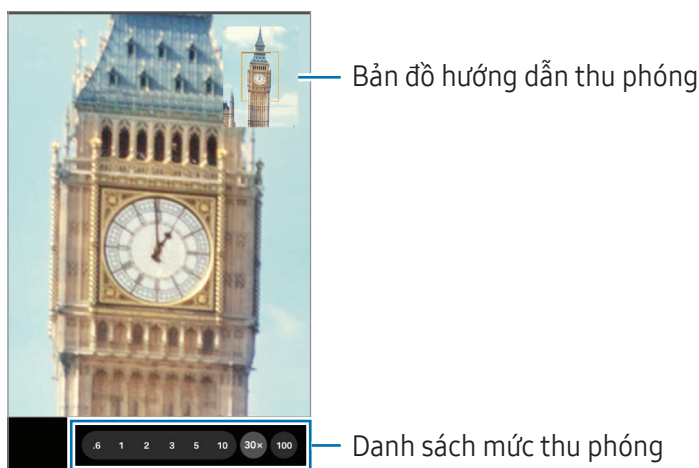 Bản đồ hướng dẫn thu phóng
.6 1 2 3 5 10 30× 100
Danh sách mức thu phóng